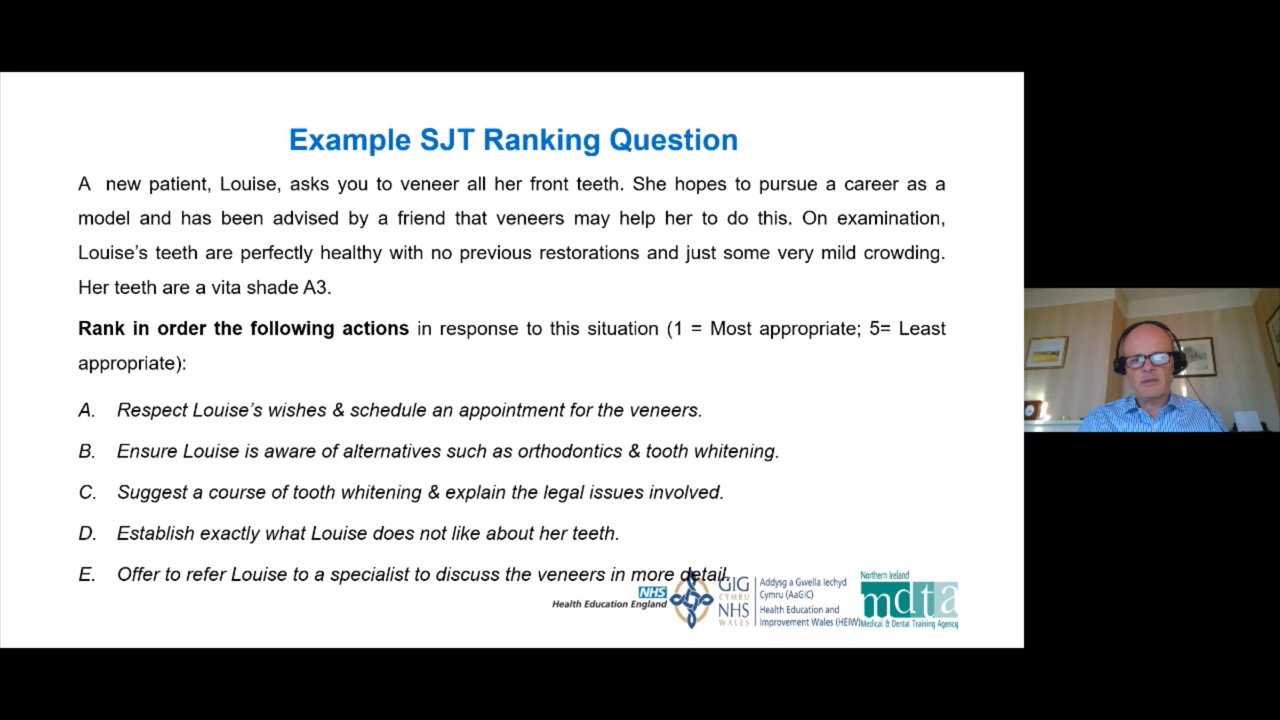 Example SJT Ranking Question
A new patient, Louise, asks you to veneer all her front teeth. She hopes to pursue a career as a
model and has been advised by a friend that veneers may help her to do this. On examination,
Louise's teeth are perfectly healthy with no previous restorations and just some very mild crowding.
Her teeth are a vita shade A3.
Rank in order the following actions in response to this situation (1 = Most appropriate; 5= Least
appropriate):
A. Respect Louise's wishes & schedule an appointment for the veneers.
B. Ensure Louise is aware of alternatives such as orthodontics & tooth whitening.
C. Suggest a course of tooth whitening & explain the legal issues involved.
D. Establish exactly what Louise does not like about her teeth.
E. Offer to refer Louise to a specialist to discuss the veneers in more detail.
NHS
Health Education England
GIG
CYMRU
NHS
WALES
Addysg a Gwella Iechyd
Cymru (AaGIC)
Health Education and
Improvement Wales (HEIW)
Northern Ireland
mdta
Medical & Dental Training Agency